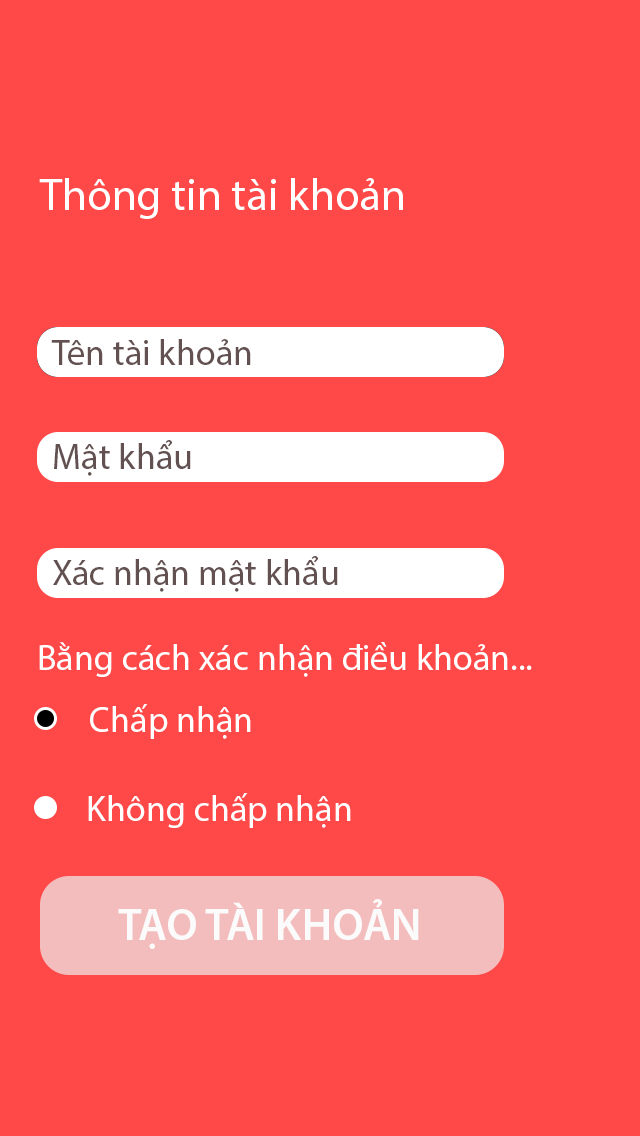 Thông tin tài khoản
Tên tài khoản
Mật khẩu
Xác nhận mật khẩu
Bằng cách xác nhận điều khoản...
Chấp nhận
Không chấp nhận
TẠO TÀI KHOẢN